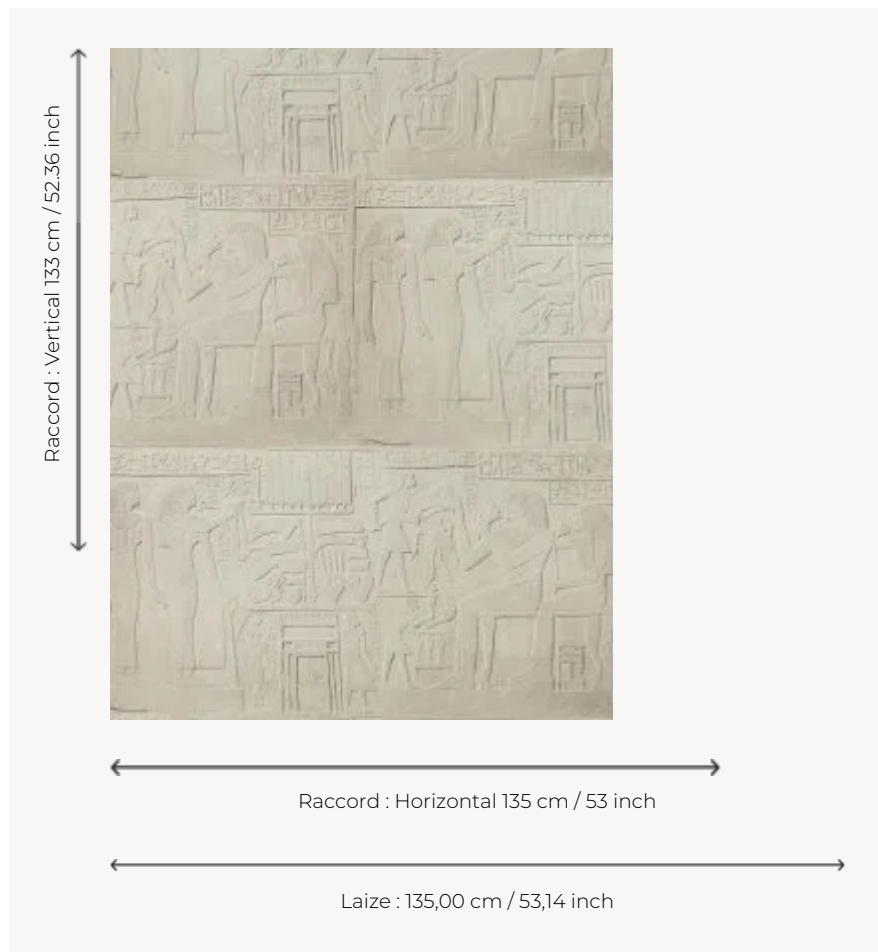 Raccord : Vertical 133 cm / 52.36 inch
Raccord : Horizontal 135 cm / 53 inch
Laize : 135,00 cm / 53,14 inch